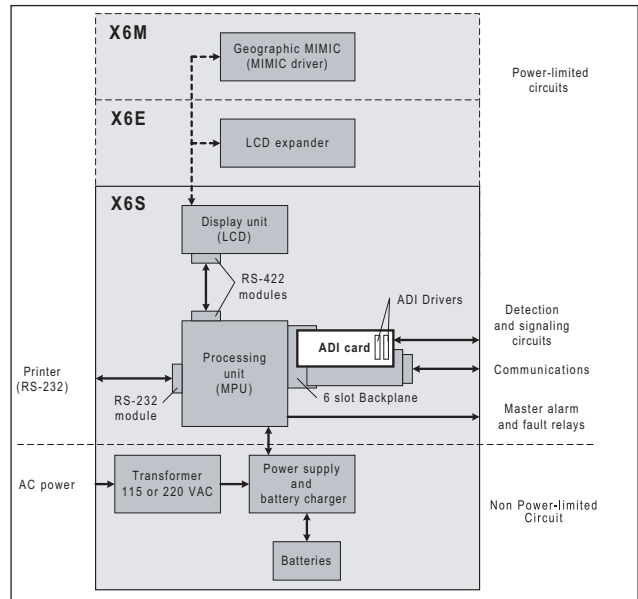 X6M
Geographic MIMIC
(MIMIC driver)
Power-limited
circuits
X6E
LCD expander
X6S
Display unit
(LCD)
RS-422
modules
ADI Drivers
Detection
and signaling
circuits
ADI card
Processing
unit
(MPU)
Communications
Printer
(RS-232)
RS-232
module
6 slot Backplane
Master alarm
and fault relays
AC power
Transformer
115 or 220 VAC
Power supply
and
battery charger
Non Power-limited
Circuit
Batteries